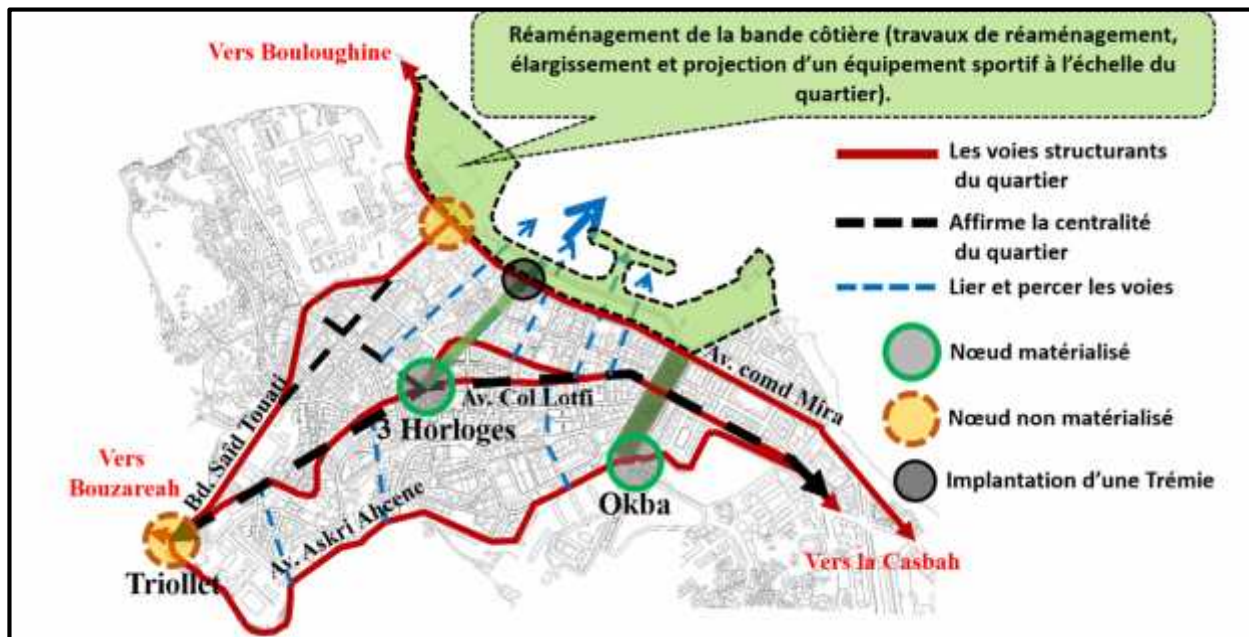 Réaménagement de la bande côtière (travaux de réaménagement,
élargissement et projection d'un équipement sportif à l'échelle du
quartier).
Vers Bouloughine
Les voies structurants
du quartier
Affirme la centralité
du quartier
Lier et percer les voies
Nœud matérialisé
Nœud non matérialisé
Implantation d'une Trémie
Av. comd Mira
Av. Col Lotfi
3 Horloges
Bd. Saïd Touati
Vers
Bouzareah
Okba
Av. Askri Ahcene
Triollet
Vers la Casbah